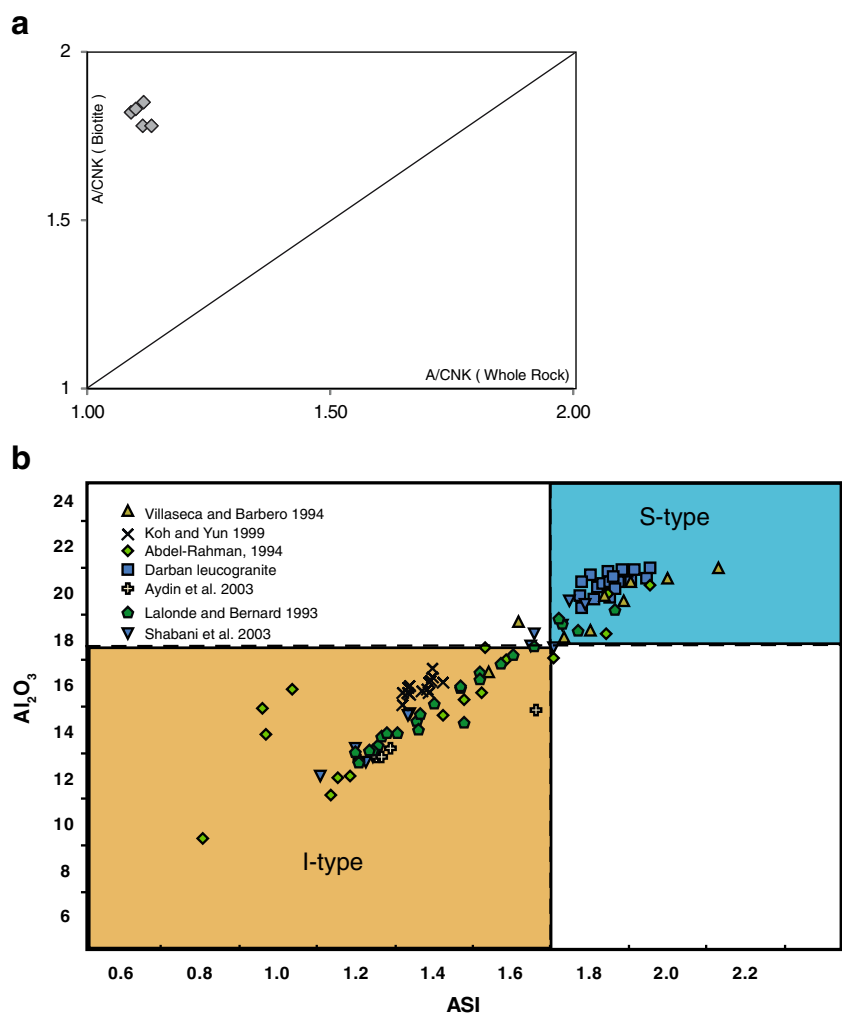 a
2
1.5
1
A/CNK ( Biotite )
A/CNK ( Whole Rock)
1.00
1.50
2.00
b
24
22
20
18
16
14
12
10
8
6
Al2O3
Villaseca and Barbero 1994
Koh and Yun 1999
Abdel-Rahman, 1994
Darban leucogranite
Aydin et al. 2003
Lalonde and Bernard 1993
Shabani et al. 2003
S-type
I-type
0.6
0.8
1.0
1.2
1.4
1.6
1.8
2.0
2.2
ASI